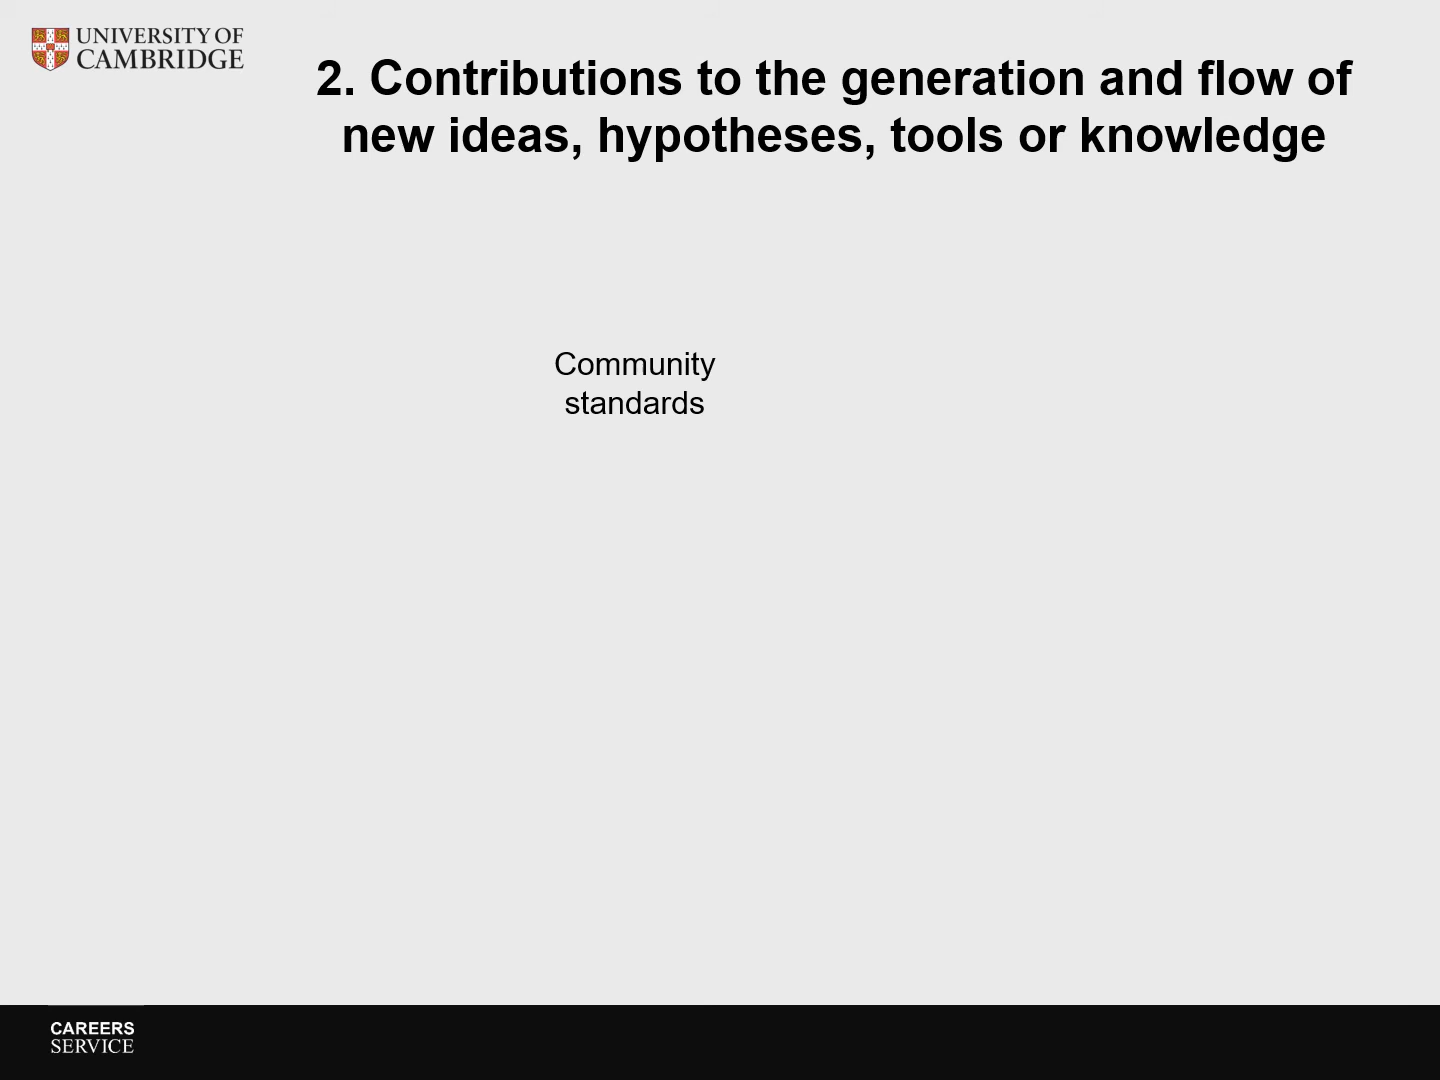 UNIVERSITY OF
CAMBRIDGE
2. Contributions to the generation and flow of
new ideas, hypotheses, tools or knowledge
Community
standards
CAREERS
SERVICE